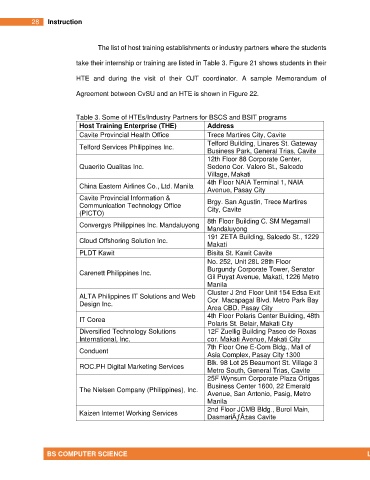 28 Instruction
The list of host training establishments or industry partners where the students
take their internship or training are listed in Table 3. Figure 21 shows students in their
HTE and during the visit of their OJT coordinator. A sample Memorandum of
Agreement between CvSU and an HTE is shown in Figure 22.
Table 3. Some of HTEs/Industry Partners for BSCS and BSIT programs
Host Training Enterprise (THE) Address
Cavite Provincial Health Office Trece Martires City, Cavite
Telford Services Philippines Inc. Telford Building, Linares St. Gateway
Business Park, General Trias, Cavite
Quaerito Qualitas Inc. 12th Floor 88 Corporate Center,
Sedeno Cor. Valero St., Salcedo
Village, Makati
China Eastern Airlines Co., Ltd. Manila 4th Floor NAIA Terminal 1, NAIA
Avenue, Pasay City
Cavite Provincial Information &
Communication Technology Office
(PICTO) Brgy. San Agustin, Trece Martires
City, Cavite
Convergys Philippines Inc. Mandaluyong 8th Floor Building C, SM Megamall
Mandaluyong
Cloud Offshoring Solution Inc. 191 ZETA Building, Salcedo St., 1229
Makati
PLDT Kawit Bisita St. Kawit Cavite
Carenett Philippines Inc. No. 252, Unit 28L 28th Floor
Burgundy Corporate Tower, Senator
Gil Puyat Avenue, Makati, 1226 Metro
Manila
ALTA Philippines IT Solutions and Web
Design Inc. Cluster J 2nd Floor Unit 154 Edsa Exit
Cor. Macapagal Blvd. Metro Park Bay
Area CBD, Pasay City
IT Corea 4th Floor Polaris Center Building, 48th
Polaris St. Belair, Makati City
Diversified Technology Solutions
International, Inc. 12F Zuellig Building Paseo de Roxas
cor. Makati Avenue, Makati City
Conduent 7th Floor One E-Com Bldg., Mall of
Asia Complex, Pasay City 1300
ROC.PH Digital Marketing Services Blk. 98 Lot 25 Beaumont St. Village 3
Metro South, General Trias, Cavite
The Nielsen Company (Philippines), Inc. 25F Wynsum Corporate Plaza Ortigas
Business Center 1600, 22 Emerald
Avenue, San Antonio, Pasig, Metro
Manila
Kaizen Internet Working Services 2nd Floor JCMB Bldg., Burol Main,
DasmariÃƒÂ±as Cavite
BS COMPUTER SCIENCE L